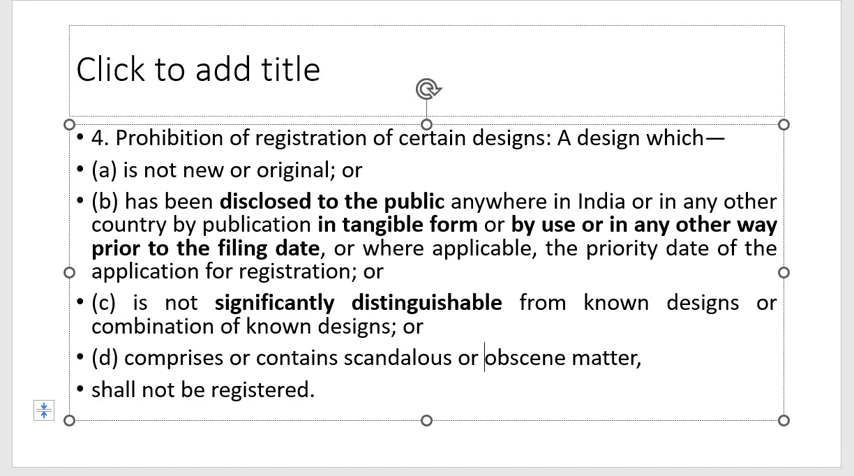 Click to add title
• 4. Prohibition of registration of certain designs: A design which—
• (a) is not new or original; or
• (b) has been disclosed to the public anywhere in India or in any other
country by publication in tangible form or by use or in any other way
prior to the filing date, or where applicable, the priority date of the
application for registration; or
• (c) is not significantly distinguishable from known designs or
combination of known designs; or
• (d) comprises or contains scandalous or obscene matter,
• shall not be registered.